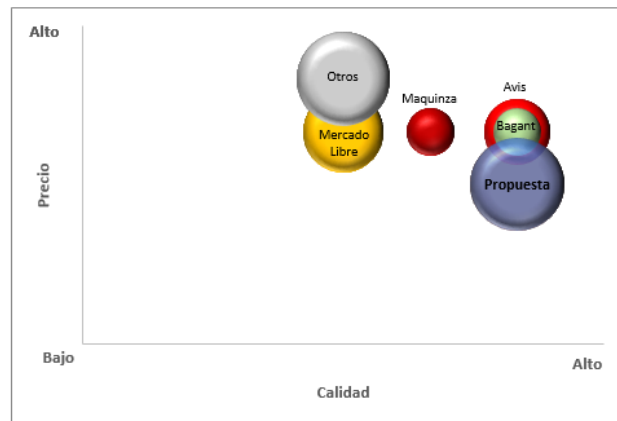 Alto
Otros
Maquinza
Avis
Mercado
Libre
Bagant
Propuesta
Precio
Bajo
Alto
Calidad